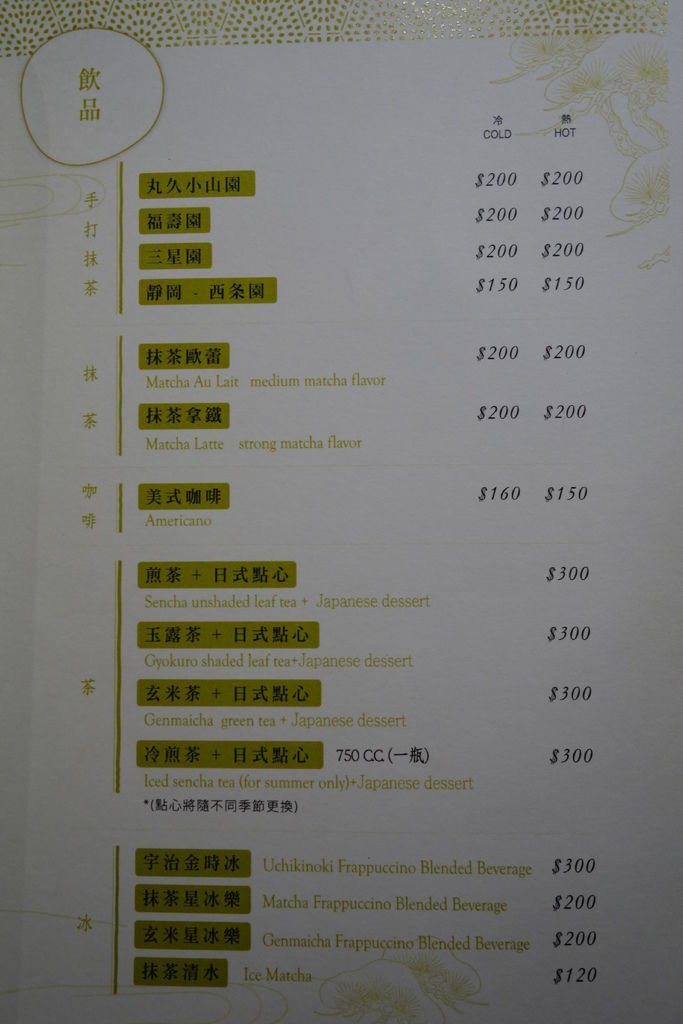 飲品
冷 熱
COLD HOT
手打抹茶
丸久小山園 $200 $200
福壽園 $200 $200
三星園 $200 $200
靜岡 - 西条園 $150 $150
抹茶
抹茶歐蕾 $200 $200
Matcha Au Lait medium matcha flavor
抹茶拿鐵 $200 $200
Matcha Latte strong matcha flavor
咖啡
美式咖啡 $160 $150
Americano
茶
煎茶 + 日式點心 $300
Sencha unshaded leaf tea + Japanese dessert
玉露茶 + 日式點心 $300
Gyokuro shaded leaf tea+Japanese dessert
玄米茶 + 日式點心 $300
Genmaicha green tea + Japanese dessert
冷煎茶 + 日式點心 750 C.C. (一瓶) $300
Iced sencha tea (for summer only)+Japanese dessert
*(點心將隨不同季節更換)
冰
宇治金時冰 Uchikinoki Frappuccino Blended Beverage $300
抹茶星冰樂 Matcha Frappuccino Blended Beverage $200
玄米星冰樂 Genmaicha Frappuccino Blended Beverage $200
抹茶清水 Ice Matcha $120